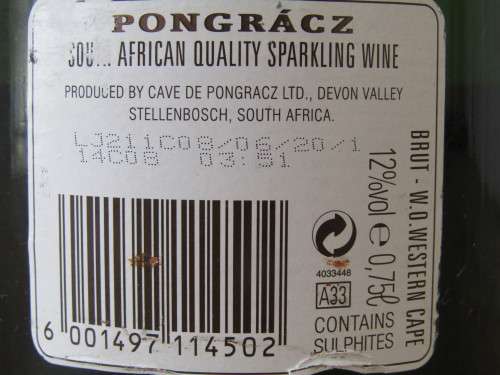 PONGRÁCZ
AFRICAN QUALITY SPARKLING WINE
PRODUCED BY CAVE DE PONGRACZ LTD., DEVON VALLEY
STELLENBOSCH, SOUTH AFRICA.
LJ211C08/06/20/1
14C08 03:51
BRUT - W.O. WESTERN CAPE
12%vol e 0,75ℓ
4033448
A33
CONTAINS
SULPHITES
6 001497 114502